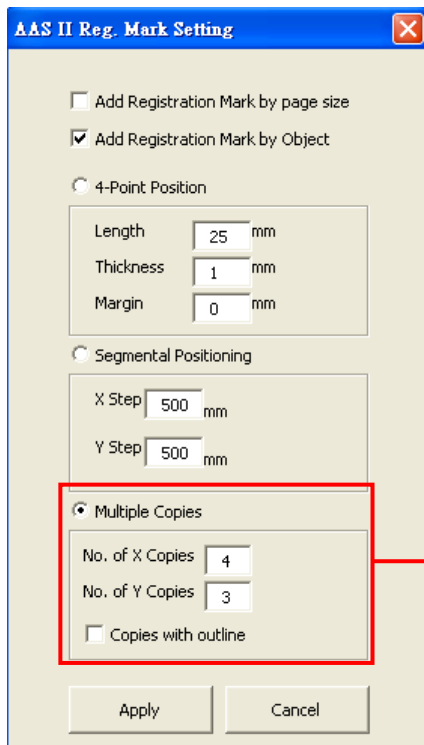 AAS II Reg. Mark Setting
Add Registration Mark by page size
Add Registration Mark by Object
4-Point Position
Length 25 mm
Thickness 1 mm
Margin 0 mm
Segmental Positioning
X Step 500 mm
Y Step 500 mm
Multiple Copies
No. of X Copies 4
No. of Y Copies 3
Copies with outline
Apply Cancel